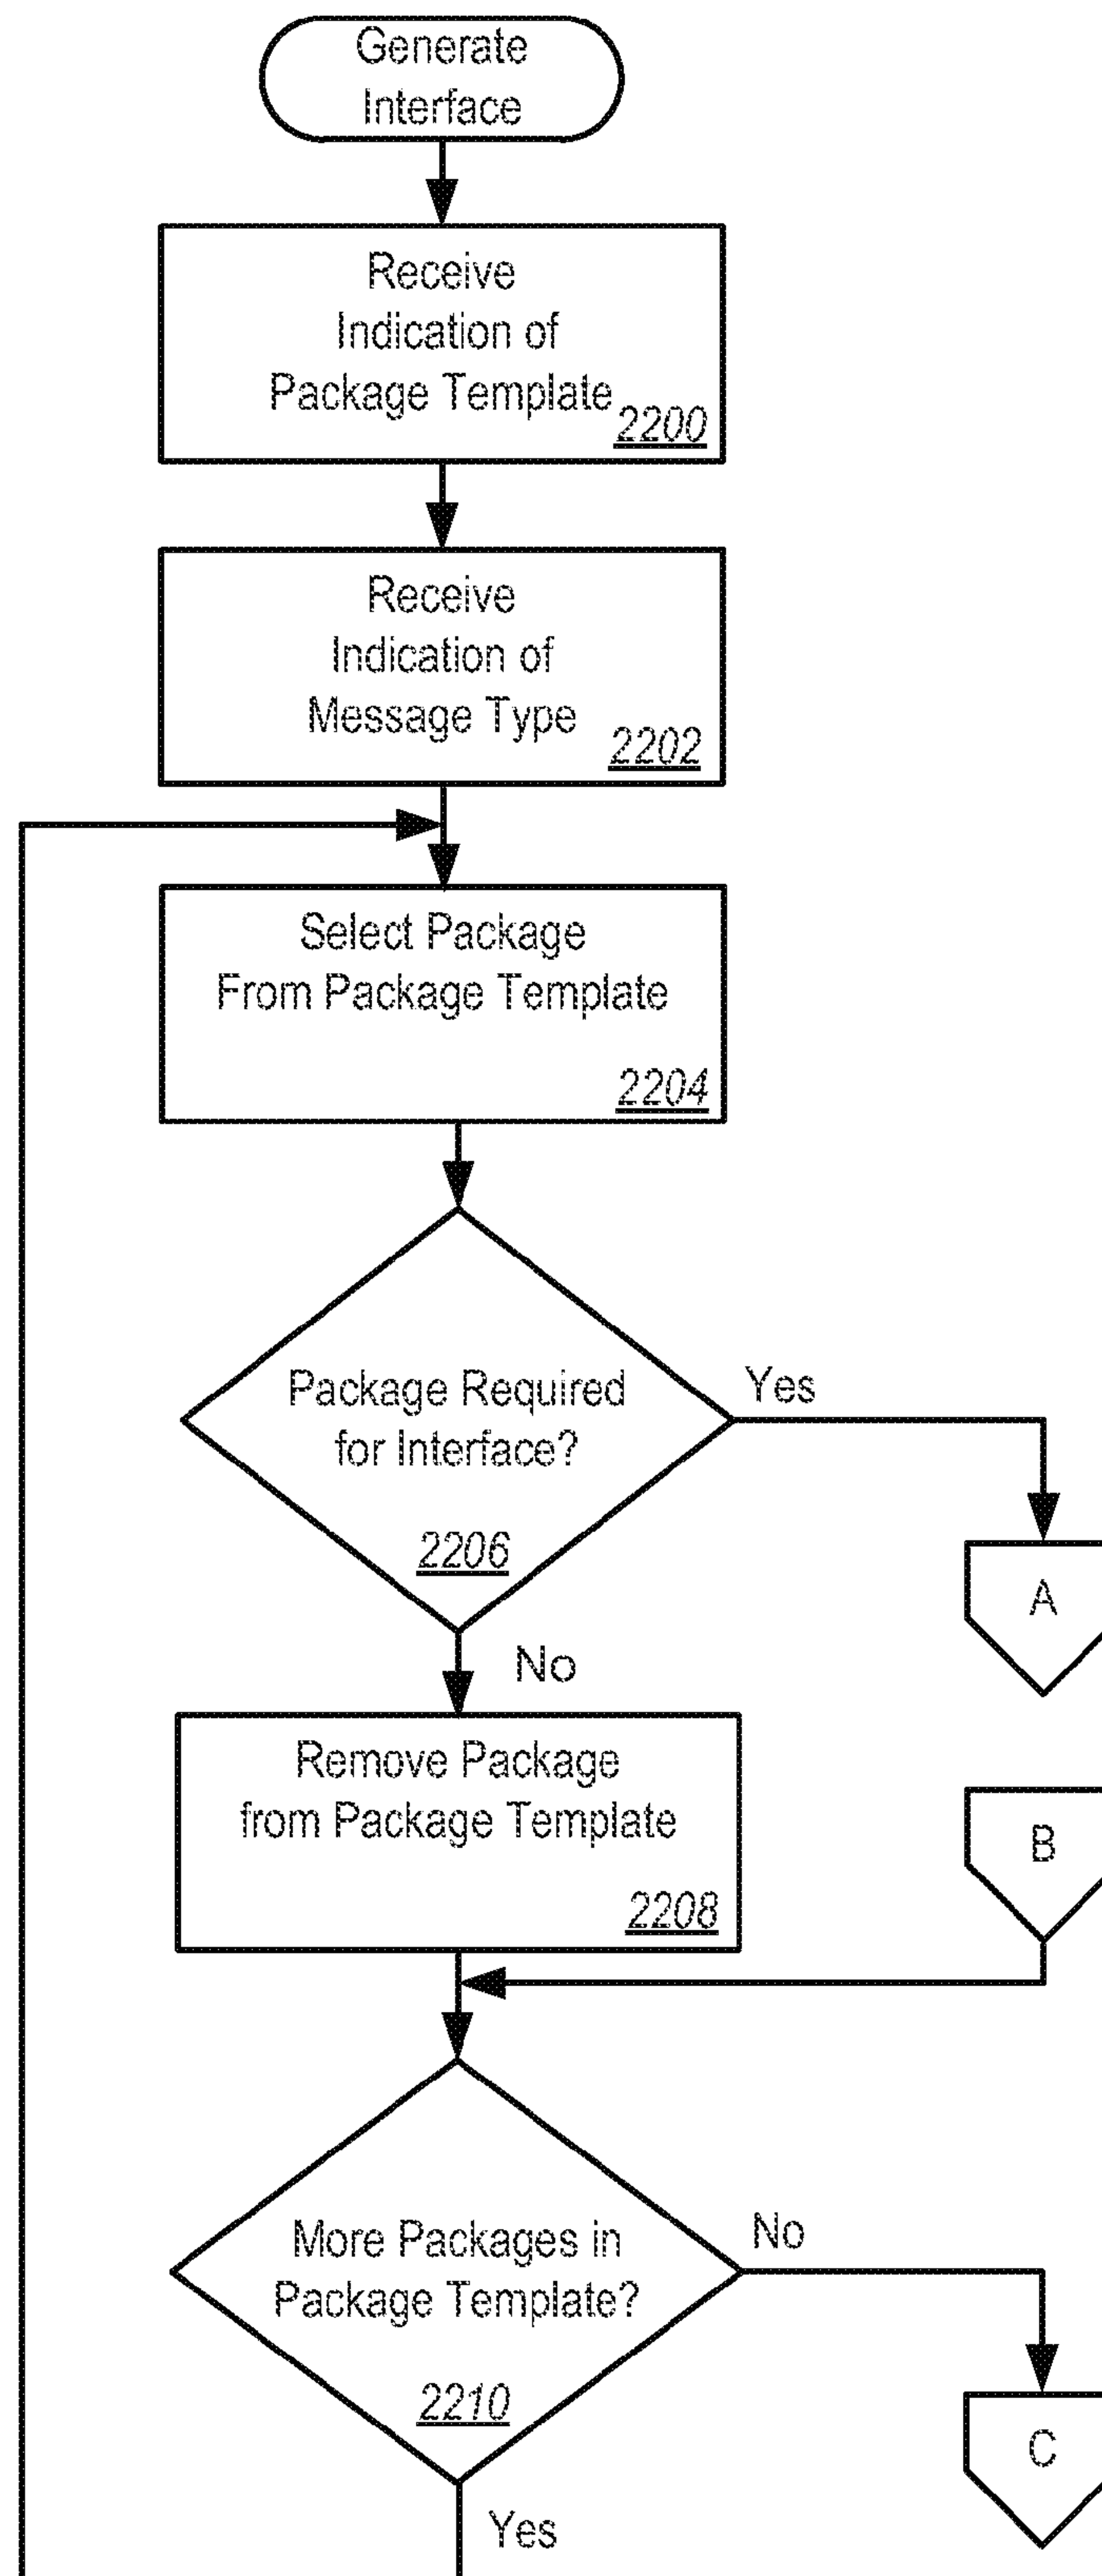 Generate
Interface
Receive
Indication of
Package Template
2200
Receive
Indication of
Message Type
2202
Select Package
From Package Template
2204
Package Required
for Interface?
2206
Yes
A
No
Remove Package
from Package Template
2208
B
More Packages in
Package Template?
2210
No
C
Yes